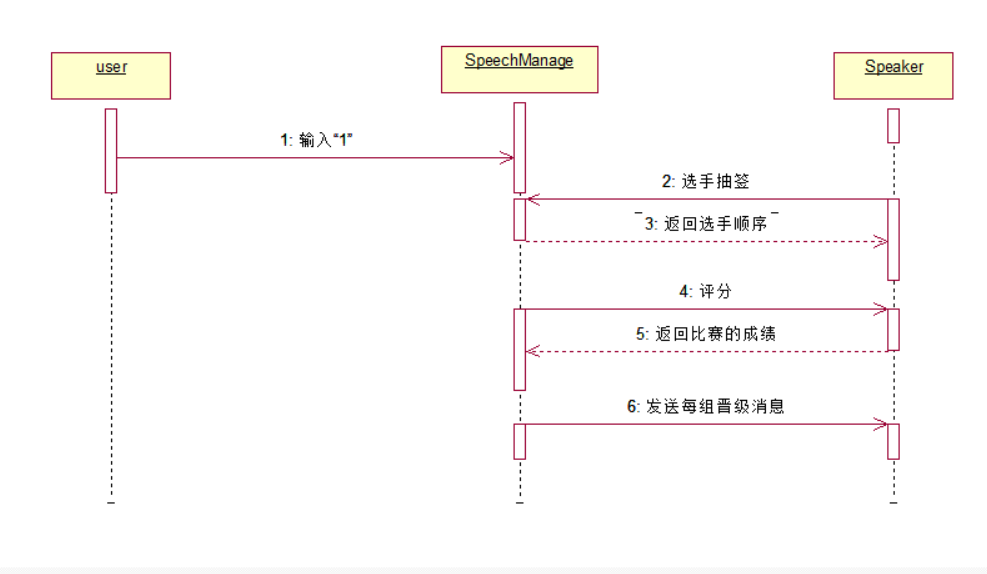 user
SpeechManage
Speaker
1: 输入“1”
2: 选手抽签
3: 返回选手顺序
4: 评分
5: 返回比赛的成绩
6: 发送每组晋级消息